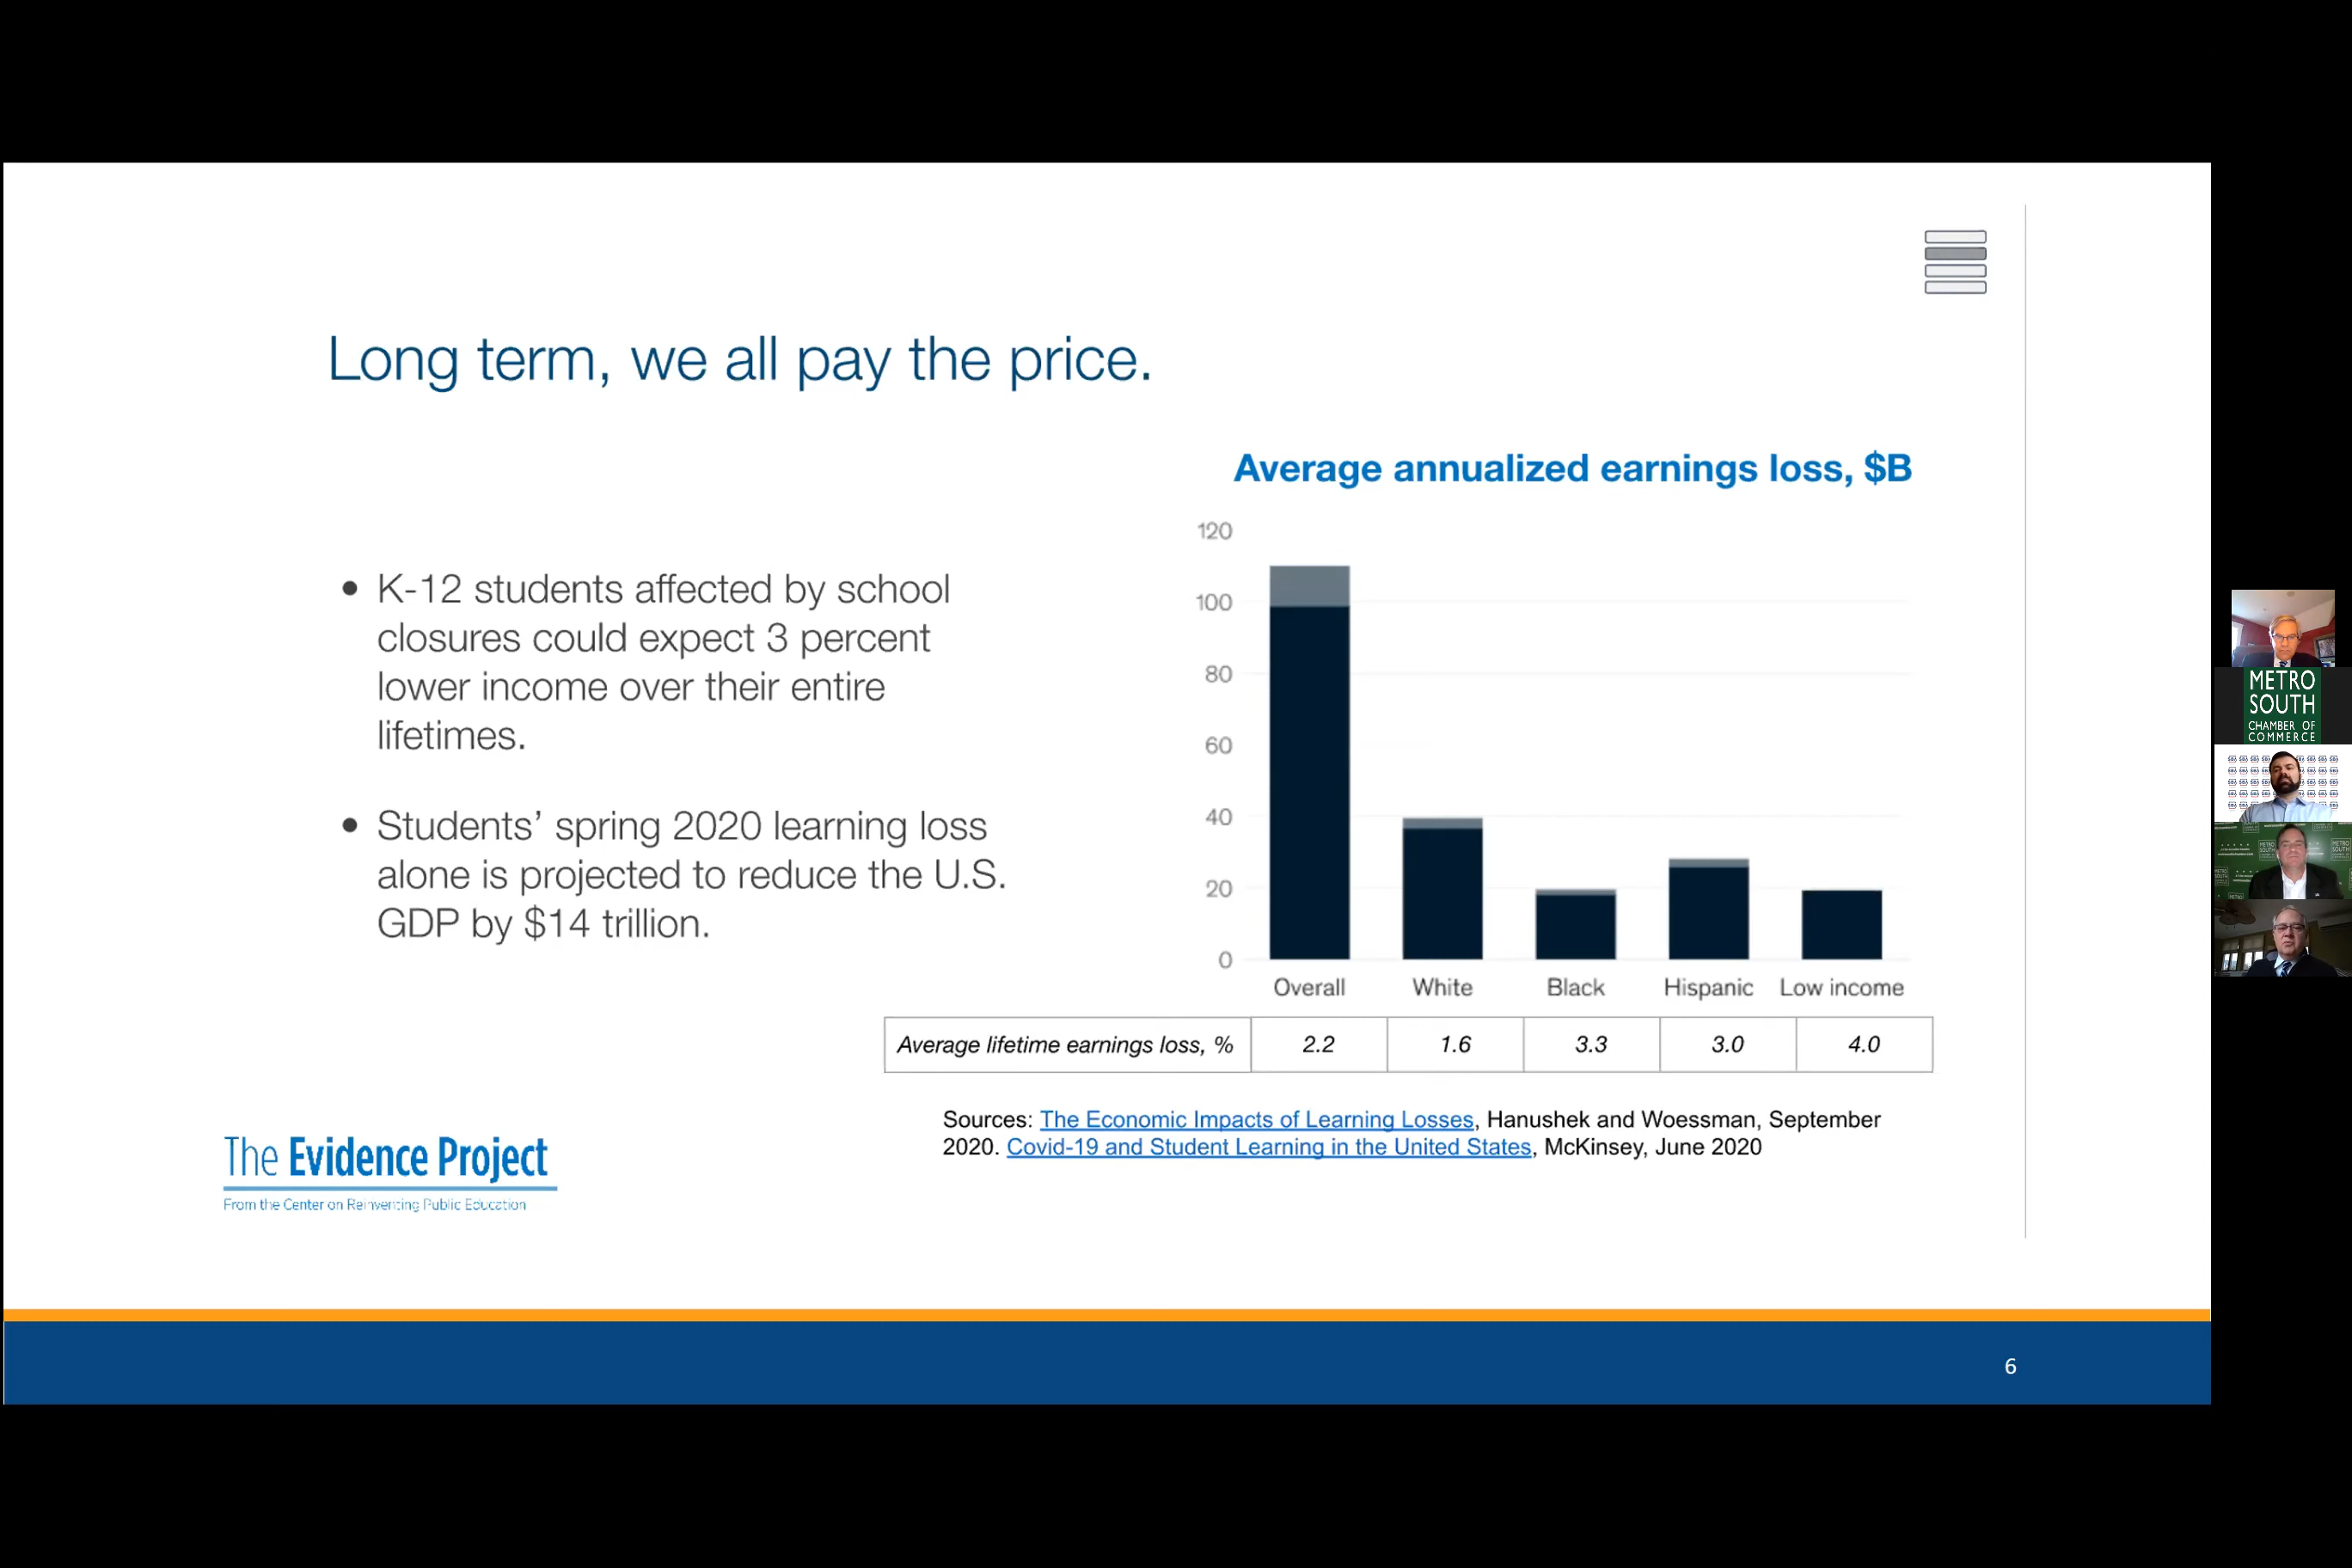 Long term, we all pay the price.
• K-12 students affected by school
closures could expect 3 percent
lower income over their entire
lifetimes.
• Students’ spring 2020 learning loss
alone is projected to reduce the U.S.
GDP by $14 trillion.
Average annualized earnings loss, $B
120
100
80
60
40
20
0
Overall White Black Hispanic Low income
Average lifetime earnings loss, % 2.2 1.6 3.3 3.0 4.0
Sources: The Economic Impacts of Learning Losses, Hanushek and Woessman, September
2020. Covid-19 and Student Learning in the United States, McKinsey, June 2020
The Evidence Project
From the Center on Reinventing Public Education
6
METRO
SOUTH
CHAMBER OF
COMMERCE